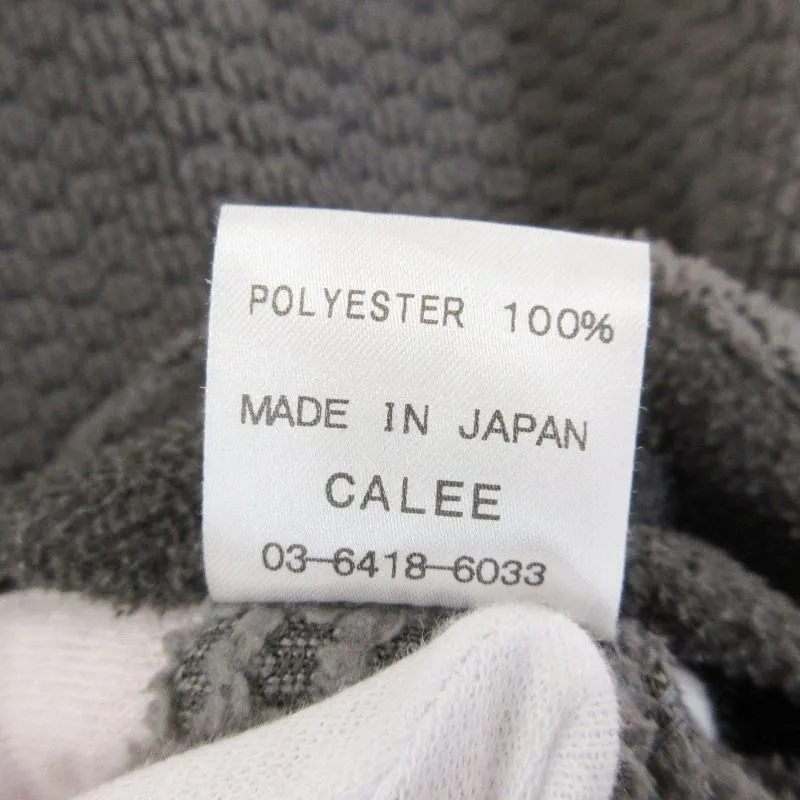 POLYESTER 100%
MADE IN JAPAN
CALEE
03-6418-6033